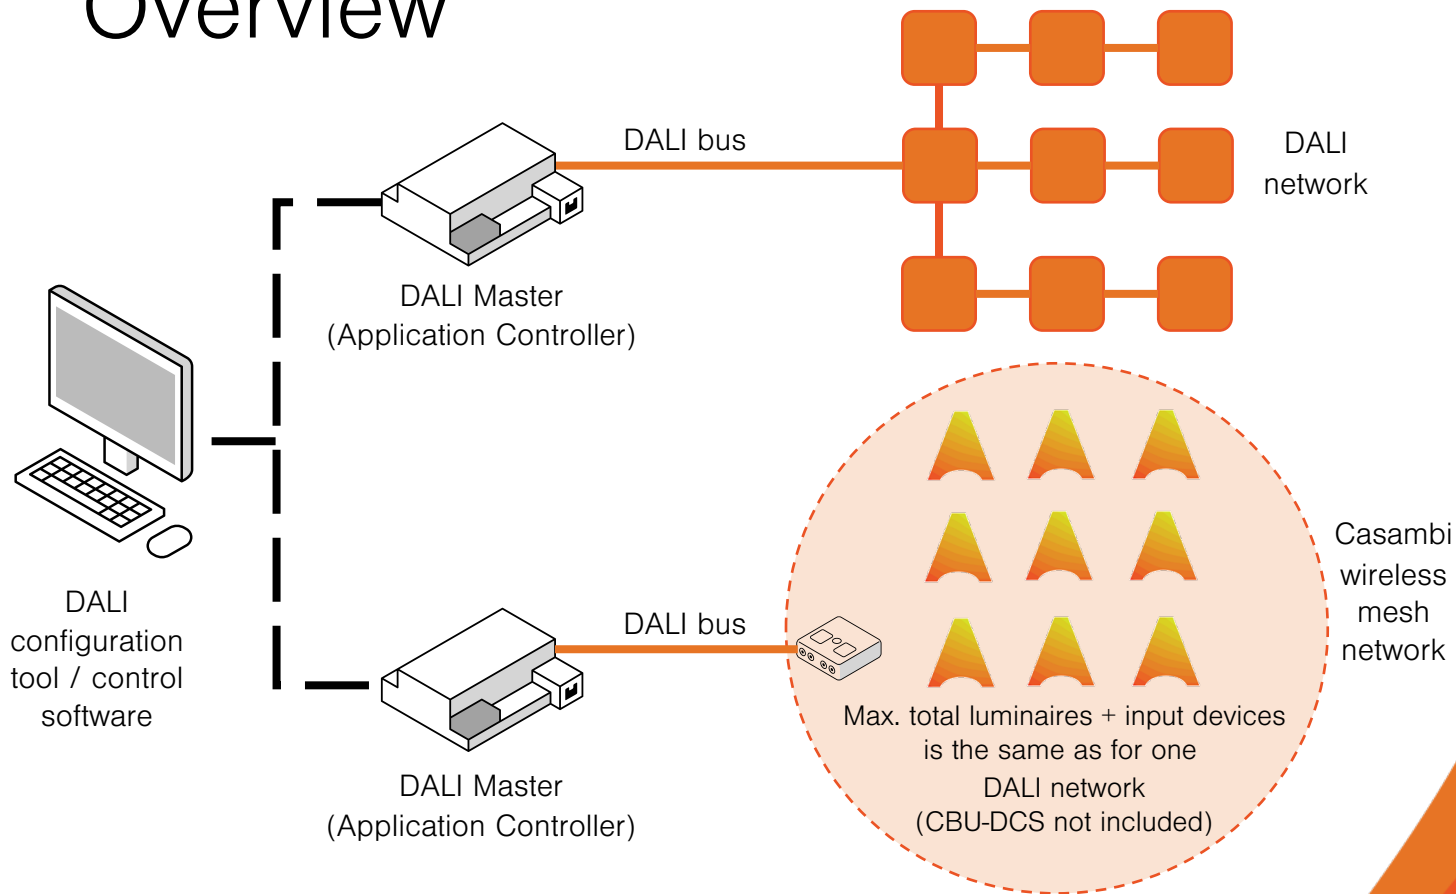 Overview
DALI bus
DALI
network
DALI Master
(Application Controller)
DALI
configuration
tool / control
software
DALI bus
DALI Master
(Application Controller)
Casambi
wireless
mesh
network
Max. total luminaires + input devices
is the same as for one
DALI network
(CBU-DCS not included)